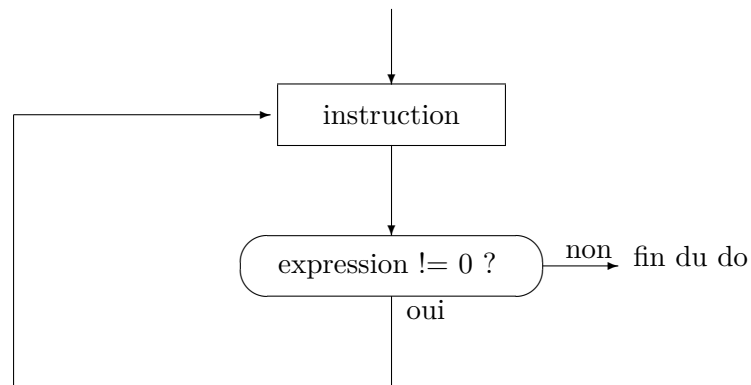 instruction
expression != 0 ?
non
fin du do
oui